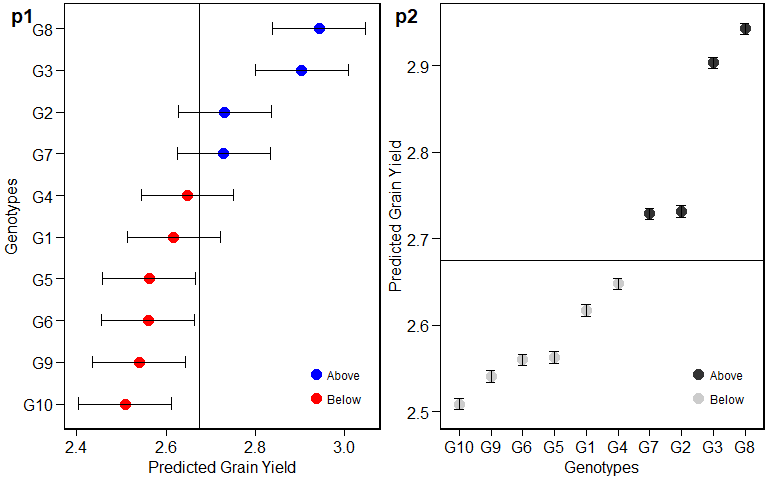 p1
Genotypes
G8
G3
G2
G7
G4
G1
G5
G6
G9
G10
Above
Below
2.4 2.6 2.8 3.0
Predicted Grain Yield
p2
Predicted Grain Yield
2.9
2.8
2.7
2.6
2.5
Above
Below
G10 G9 G6 G5 G1 G4 G7 G2 G3 G8
Genotypes